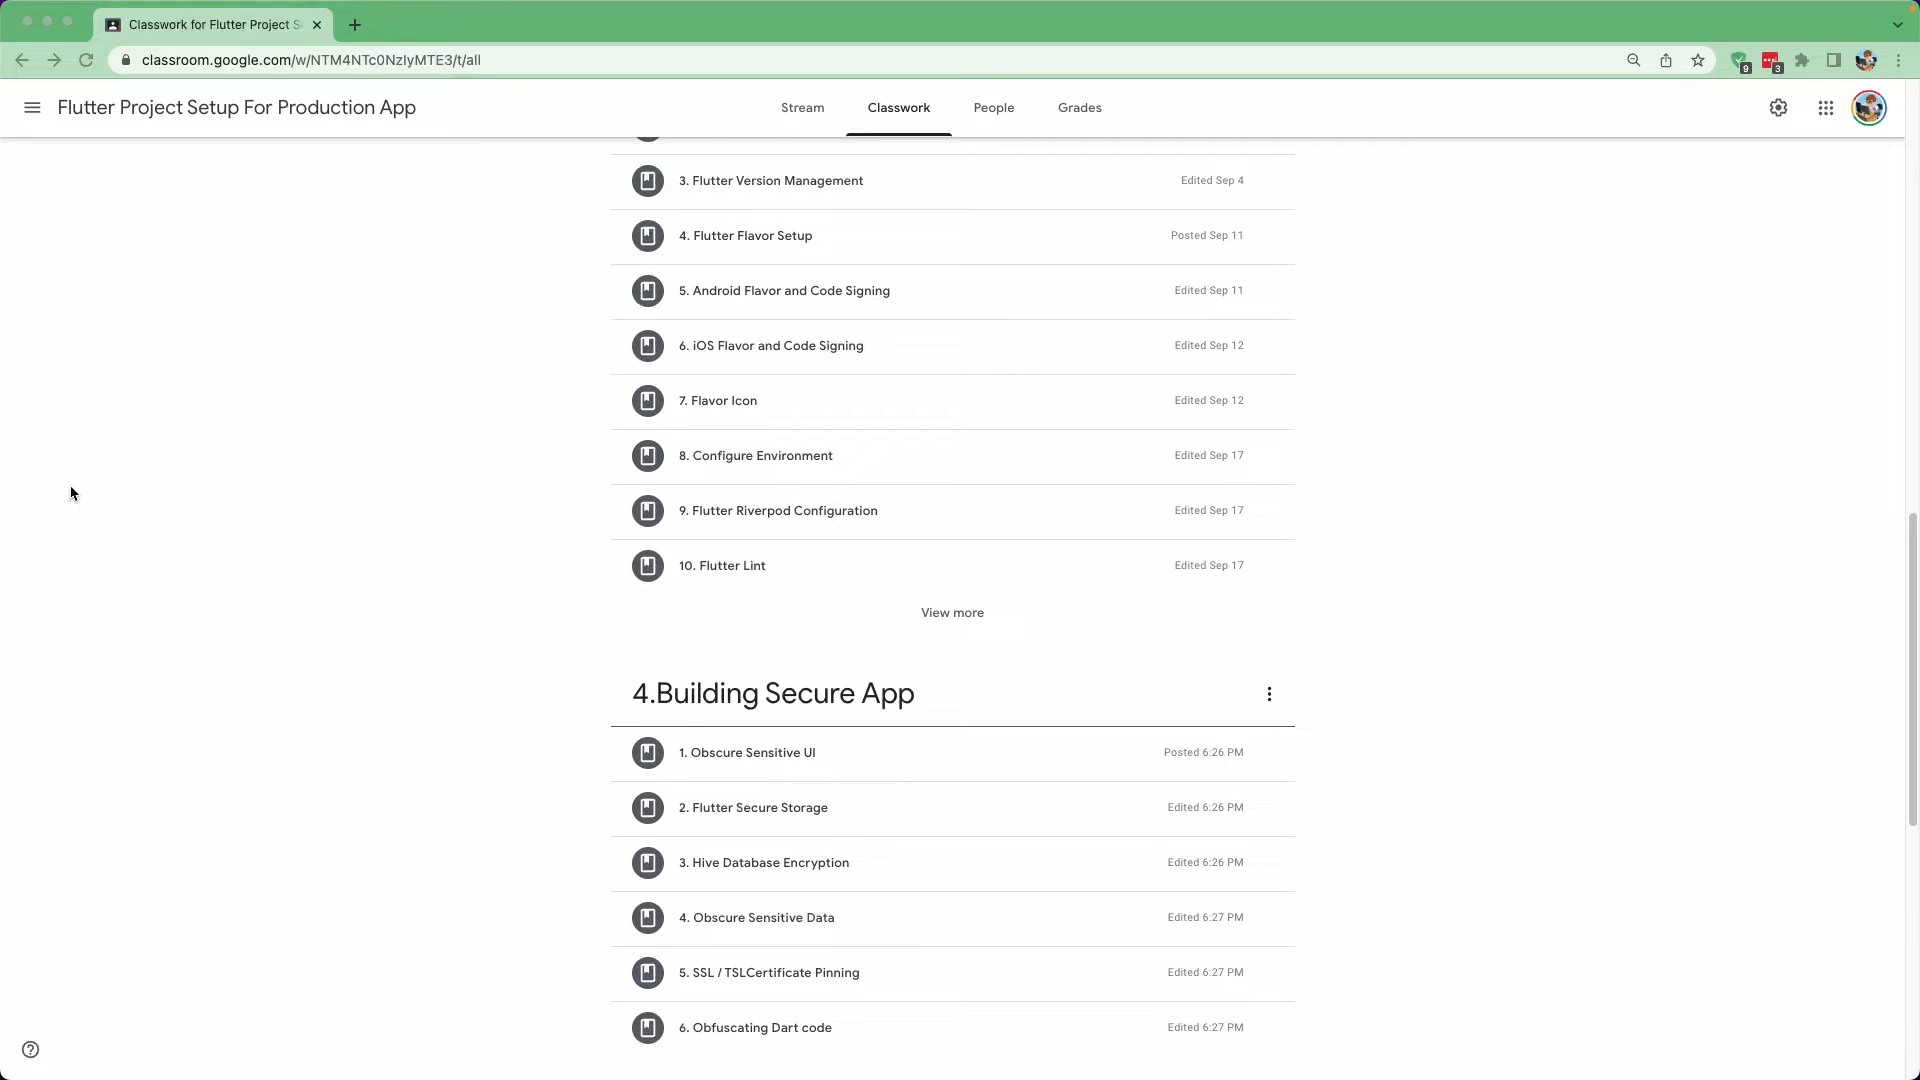 Classwork for Flutter Project S
classroom.google.com/w/NTM4NTc0NzIyMTE3/t/all
9
3
Flutter Project Setup For Production App
Stream
Classwork
People
Grades
3. Flutter Version Management
Edited Sep 4
4. Flutter Flavor Setup
Posted Sep 11
5. Android Flavor and Code Signing
Edited Sep 11
6. iOS Flavor and Code Signing
Edited Sep 12
7. Flavor Icon
Edited Sep 12
8. Configure Environment
Edited Sep 17
9. Flutter Riverpod Configuration
Edited Sep 17
10. Flutter Lint
Edited Sep 17
View more
4.Building Secure App
1. Obscure Sensitive UI
Posted 6:26 PM
2. Flutter Secure Storage
Edited 6:26 PM
3. Hive Database Encryption
Edited 6:26 PM
4. Obscure Sensitive Data
Edited 6:27 PM
5. SSL / TSLCertificate Pinning
Edited 6:27 PM
6. Obfuscating Dart code
Edited 6:27 PM